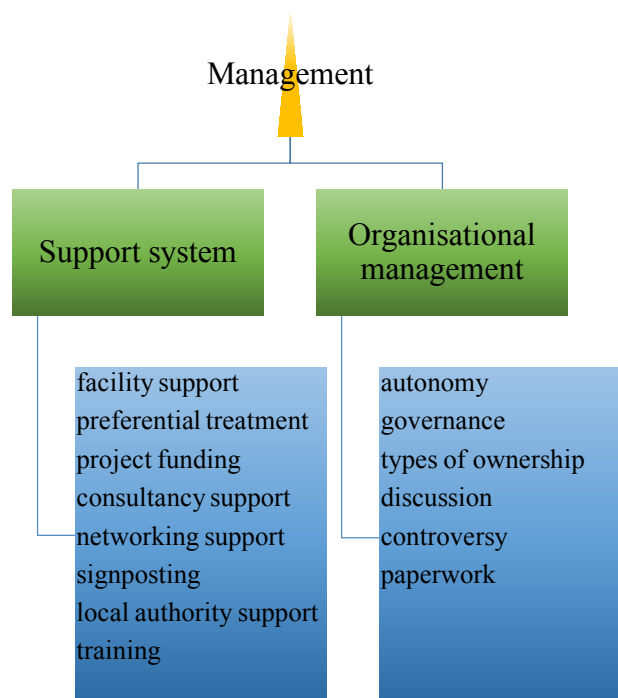 Management
Support system
Organisational
management
facility support
preferential treatment
project funding
consultancy support
networking support
signposting
local authority support
training
autonomy
governance
types of ownership
discussion
controversy
paperwork